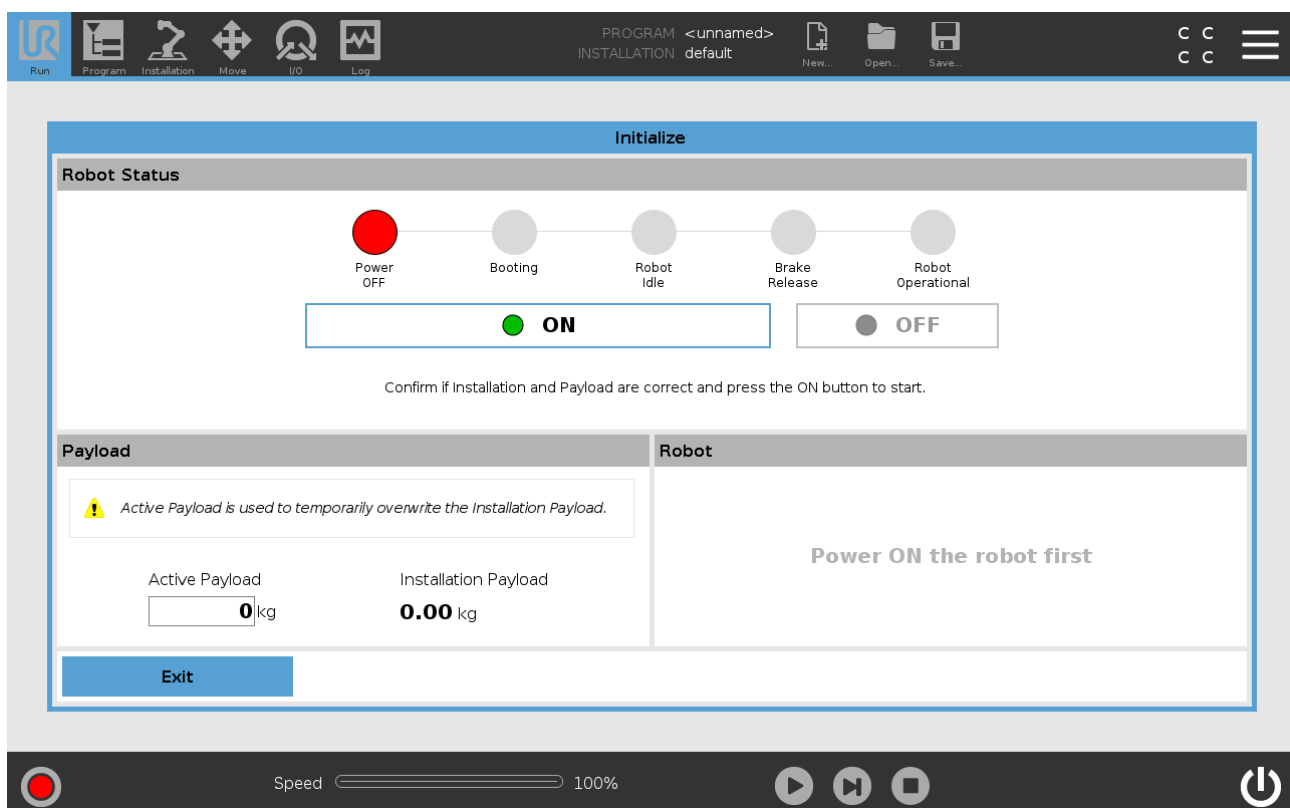 PROGRAM <unnamed>
INSTALLATION default
C C
C C
UR
Run Program Installation Move I/O Log New... Open... Save...
Initialize
Robot Status
Power
OFF
Booting
Robot
Idle
Brake
Release
Robot
Operational
ON OFF
Confirm if Installation and Payload are correct and press the ON button to start.
Payload
Robot
Active Payload is used to temporarily overwrite the Installation Payload.
Power ON the robot first
Active Payload Installation Payload
0 kg 0.00 kg
Exit
Speed 100%